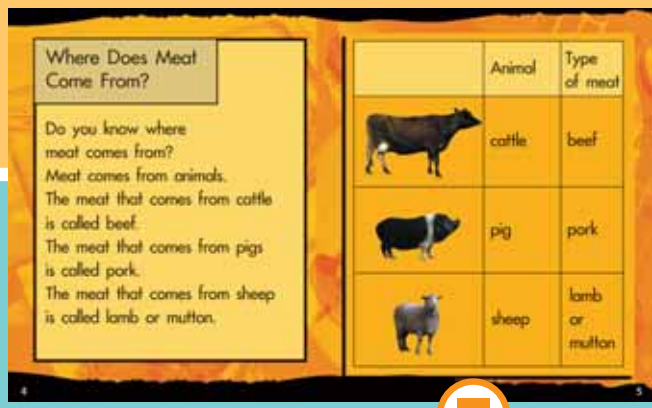 Where Does Meat
Come From?
Do you know where
meat comes from?
Meat comes from animals.
The meat that comes from cattle
is called beef.
The meat that comes from pigs
is called pork.
The meat that comes from sheep
is called lamb or mutton.
4
Animal
Type
of meat
cattle
beef
pig
pork
sheep
lamb
or
mutton
5